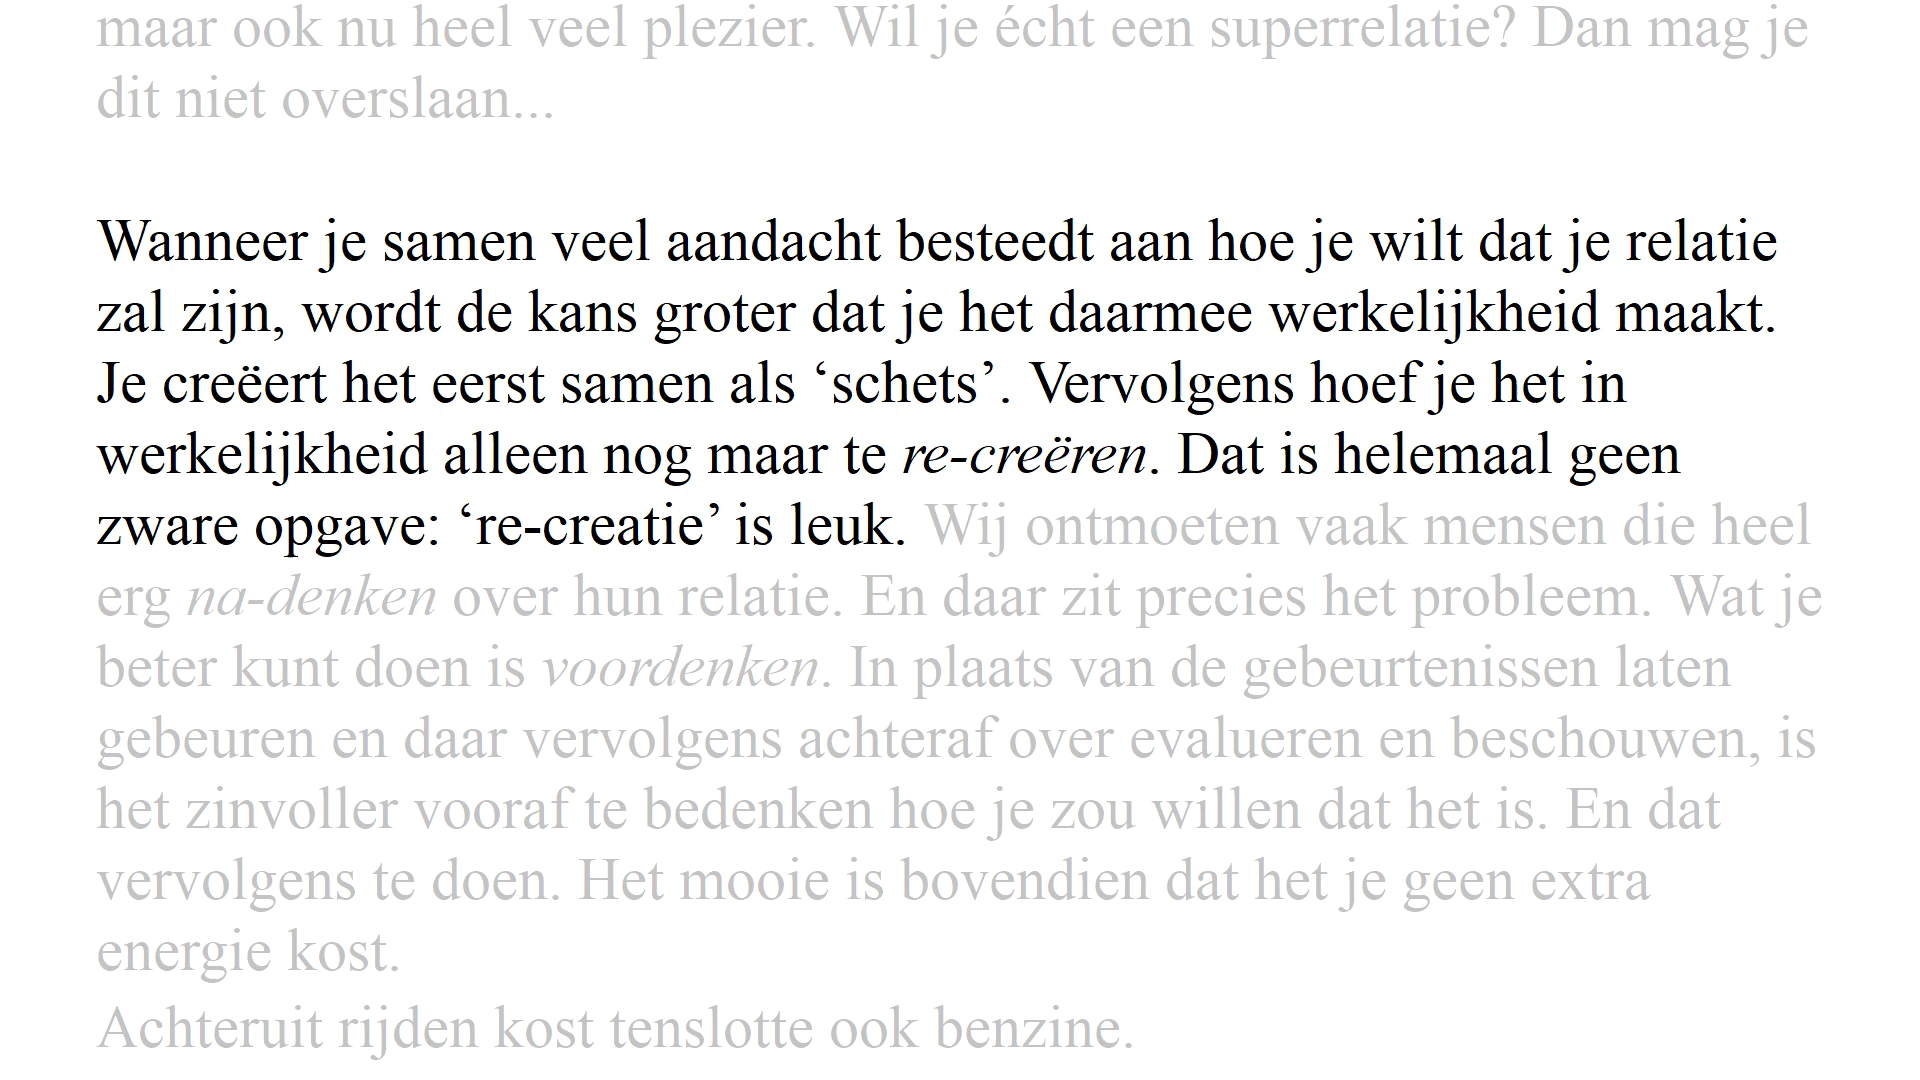 maar ook nu heel veel plezier. Wil je écht een superrelatie? Dan mag je
dit niet overslaan...
Wanneer je samen veel aandacht besteedt aan hoe je wilt dat je relatie
zal zijn, wordt de kans groter dat je het daarmee werkelijkheid maakt.
Je creëert het eerst samen als ‘schets’. Vervolgens hoef je het in
werkelijkheid alleen nog maar te re-creëren. Dat is helemaal geen
zware opgave: ‘re-creatie’ is leuk. Wij ontmoeten vaak mensen die heel
erg na-denken over hun relatie. En daar zit precies het probleem. Wat je
beter kunt doen is voordenken. In plaats van de gebeurtenissen laten
gebeuren en daar vervolgens achteraf over evalueren en beschouwen, is
het zinvoller vooraf te bedenken hoe je zou willen dat het is. En dat
vervolgens te doen. Het mooie is bovendien dat het je geen extra
energie kost.
Achteruit rijden kost tenslotte ook benzine.